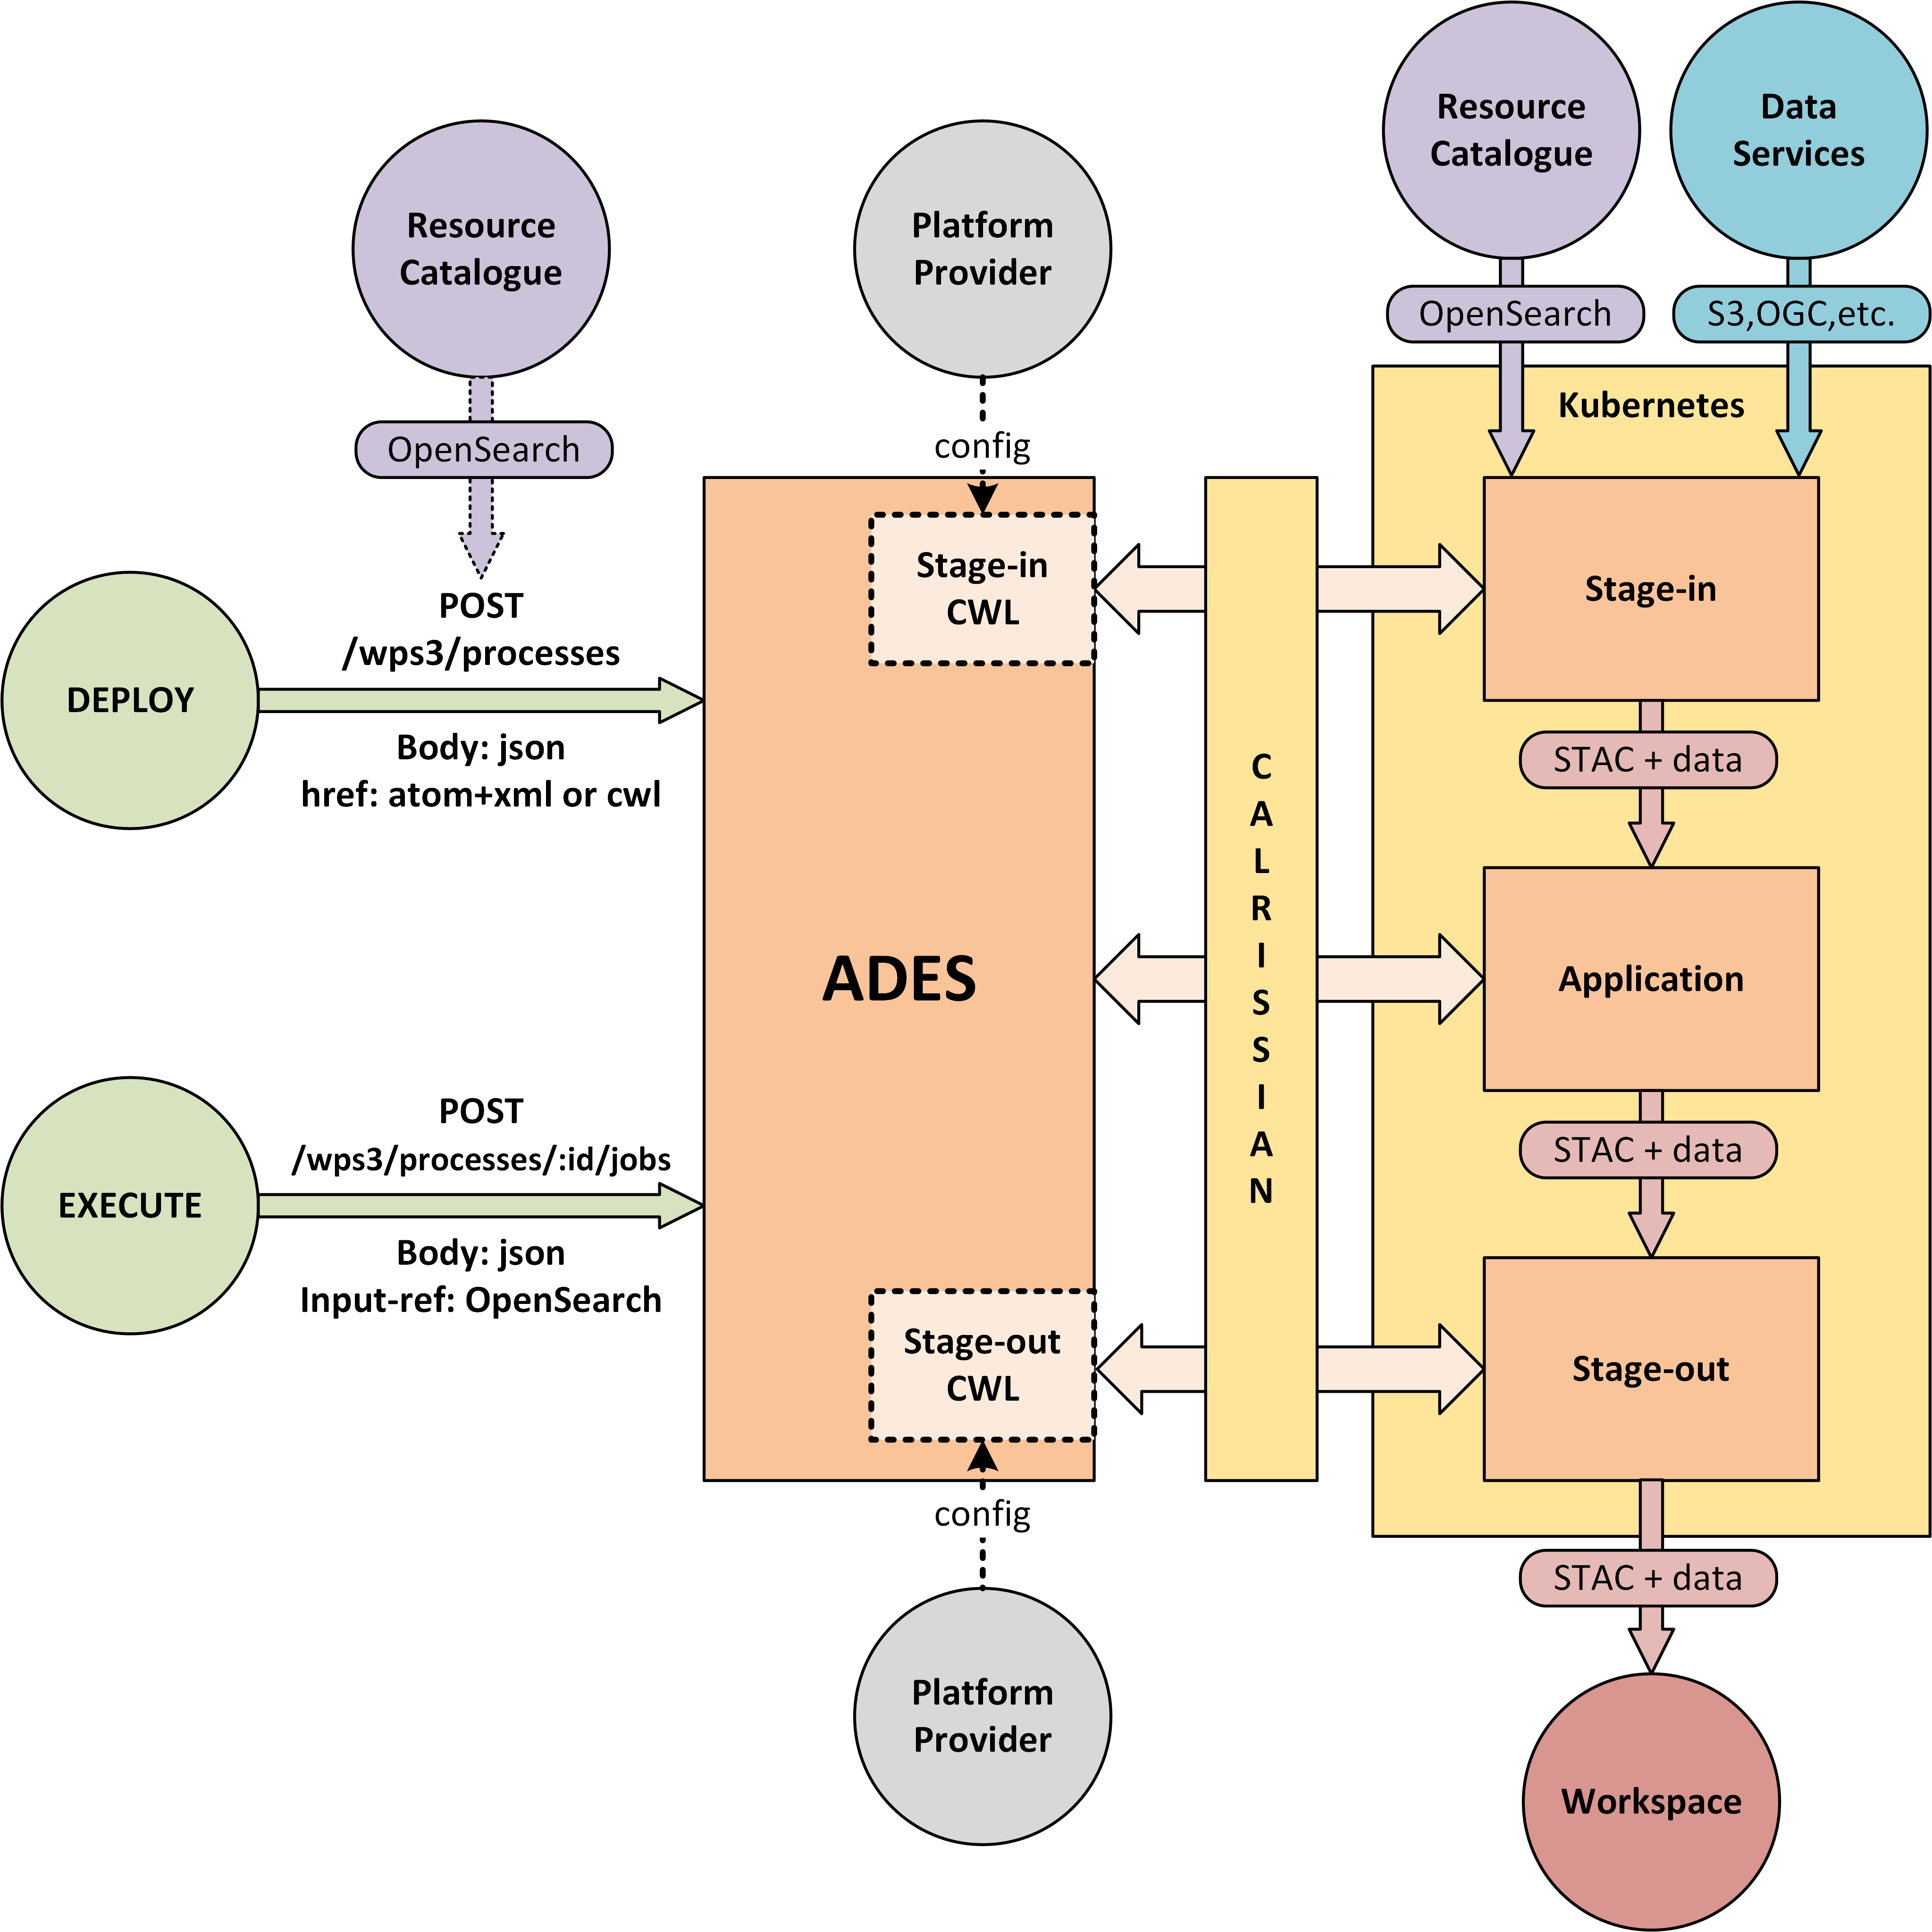 Resource
Catalogue
OpenSearch
Platform
Provider
config
Resource
Catalogue
OpenSearch
Data
Services
S3,OGC,etc.
Kubernetes
DEPLOY
POST
/wps3/processes
Body: json
href: atom+xml or cwl
EXECUTE
POST
/wps3/processes/:id/jobs
Body: json
Input-ref: OpenSearch
ADES
Stage-in
CWL
Stage-out
CWL
config
Platform
Provider
C
A
L
R
I
S
S
I
A
N
Stage-in
STAC + data
Application
STAC + data
Stage-out
STAC + data
Workspace